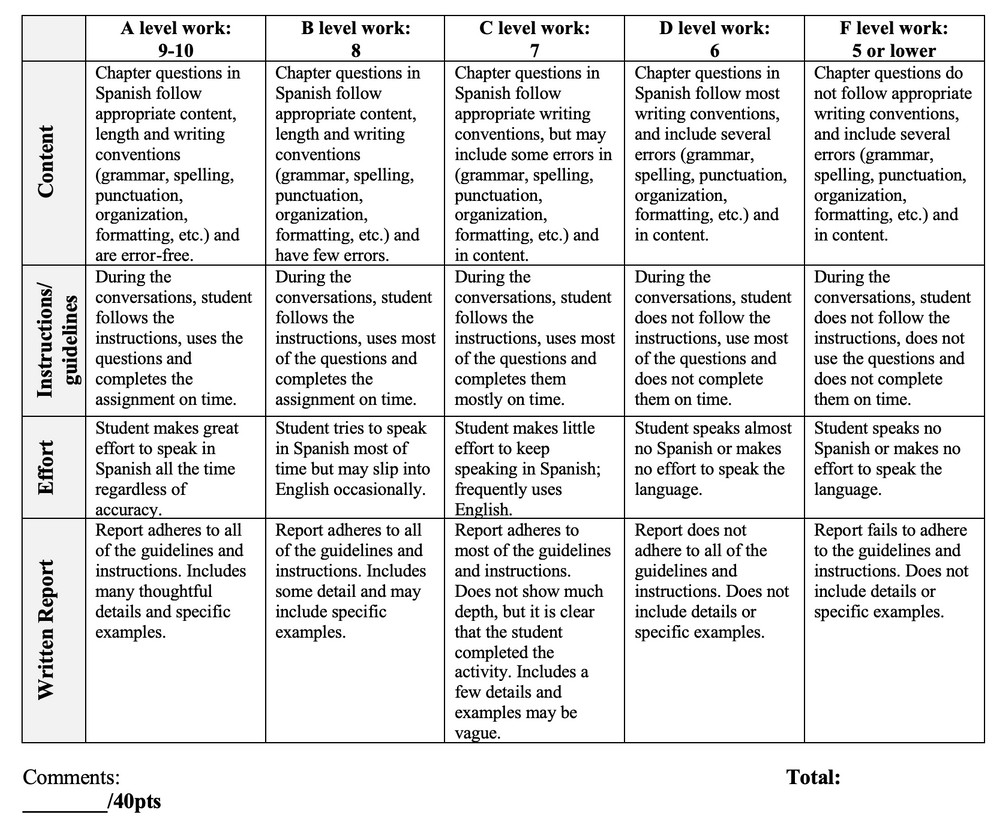 A level work:
9-10
B level work:
8
C level work:
7
D level work:
6
F level work:
5 or lower
Content
Chapter questions in
Spanish follow
appropriate content,
length and writing
conventions
(grammar, spelling,
punctuation,
organization,
formatting, etc.) and
are error-free.
Chapter questions in
Spanish follow
appropriate content,
length and writing
conventions
(grammar, spelling,
punctuation,
organization,
formatting, etc.) and
have few errors.
Chapter questions in
Spanish follow
appropriate writing
conventions, but may
include some errors in
(grammar, spelling,
punctuation,
organization,
formatting, etc.) and
in content.
Chapter questions in
Spanish follow most
writing conventions,
and include several
errors (grammar,
spelling, punctuation,
organization,
formatting, etc.) and
in content.
Chapter questions do
not follow appropriate
writing conventions,
and include several
errors (grammar,
spelling, punctuation,
organization,
formatting, etc.) and
in content.
Instructions/
guidelines
During the
conversations, student
follows the
instructions, uses the
questions and
completes the
assignment on time.
During the
conversations, student
follows the
instructions, uses most
of the questions and
completes the
assignment on time.
During the
conversations, student
follows the
instructions, uses most
of the questions and
completes them
mostly on time.
During the
conversations, student
does not follow the
instructions, use most
of the questions and
does not complete
them on time.
During the
conversations, student
does not follow the
instructions, does not
use the questions and
does not complete
them on time.
Effort
Student makes great
effort to speak in
Spanish all the time
regardless of
accuracy.
Student tries to speak
in Spanish most of
time but may slip into
English occasionally.
Student makes little
effort to keep
speaking in Spanish;
frequently uses
English.
Student speaks almost
no Spanish or makes
no effort to speak the
language.
Student speaks no
Spanish or makes no
effort to speak the
language.
Written Report
Report adheres to all
of the guidelines and
instructions. Includes
many thoughtful
details and specific
examples.
Report adheres to all
of the guidelines and
instructions. Includes
some detail and may
include specific
examples.
Report adheres to
most of the guidelines
and instructions.
Does not show much
depth, but it is clear
that the student
completed the
activity. Includes a
few details and
examples may be
vague.
Report does not
adhere to all of the
guidelines and
instructions. Does not
include details or
specific examples.
Report fails to adhere
to the guidelines and
instructions. Does not
include details or
specific examples.
Comments:
Total:
________/40pts